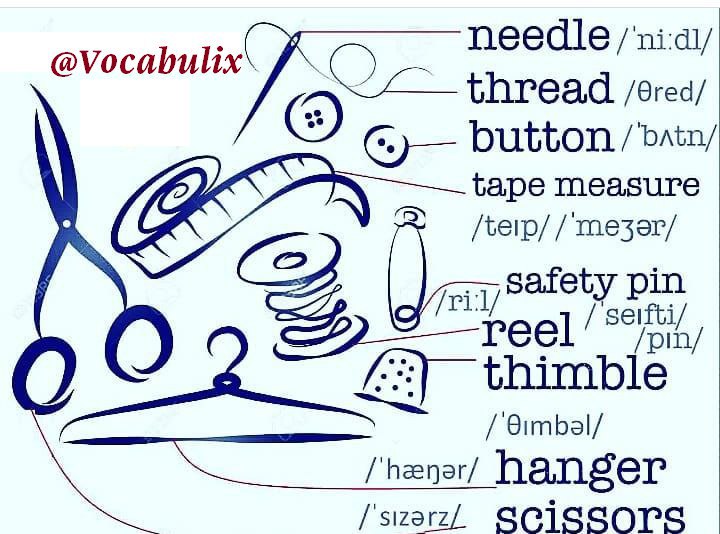 @Vocabulix
needle /ˈniːdl/
thread /θred/
button /ˈbʌtn/
tape measure
/teɪp/ /ˈmeʒər/
safety pin
/ˈseɪfti/
/pɪn/
/riːl/
reel
thimble
/ˈθɪmbəl/
/ˈhæŋər/ hanger
/ˈsɪzərz/ scissors